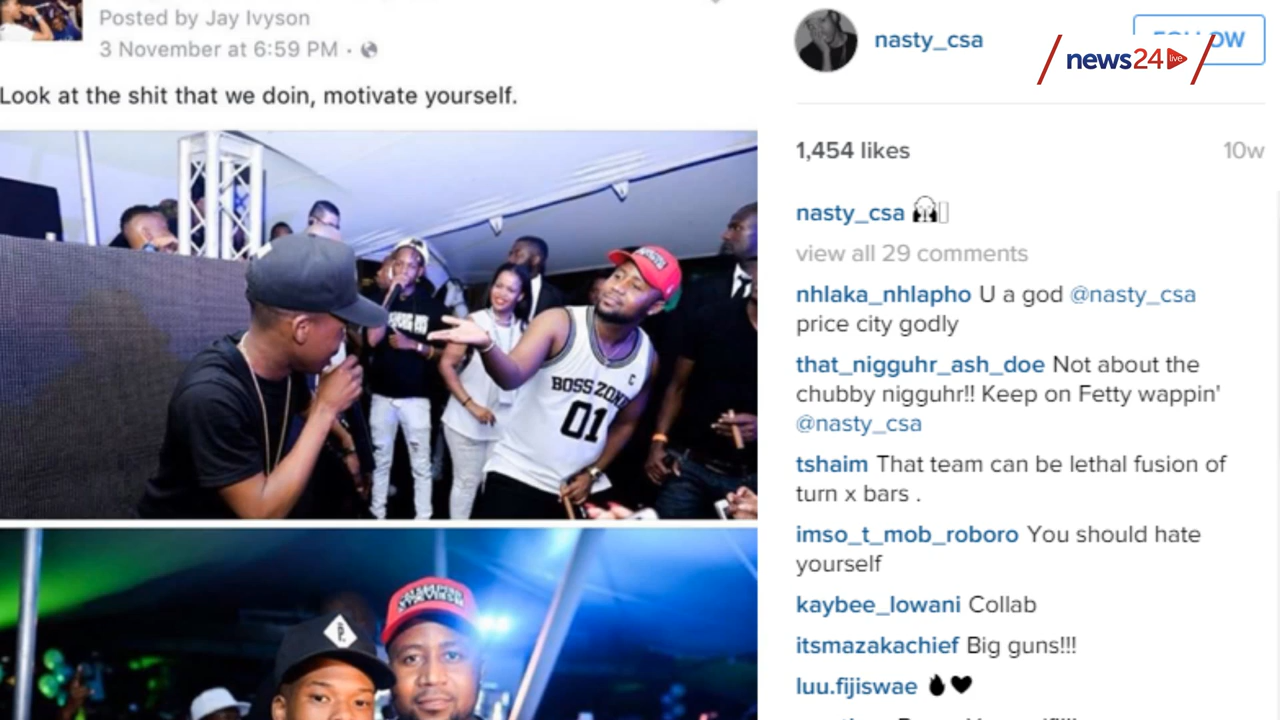 Posted by Jay Ivyson
3 November at 6:59 PM ·
Look at the shit that we doin, motivate yourself.
BOSS ZONE
01
C
nasty_csa
news24 live
1,454 likes
10w
nasty_csa
view all 29 comments
nhlaka_nhlapho U a god @nasty_csa
price city godly
that_nigguhr_ash_doe Not about the
chubby nigguhr!! Keep on Fetty wappin'
@nasty_csa
tshaim That team can be lethal fusion of
turn x bars .
imso_t_mob_roboro You should hate
yourself
kaybee_lowani Collab
itsmazakachief Big guns!!!
luu.fijiswae